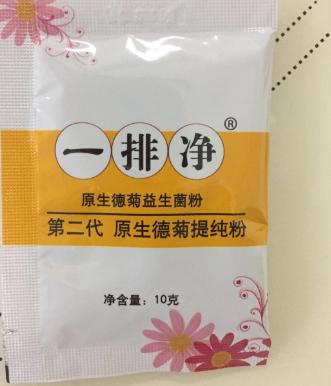 一排净®
原生德菊益生菌粉
第二代 原生德菊提纯粉
净含量：10克